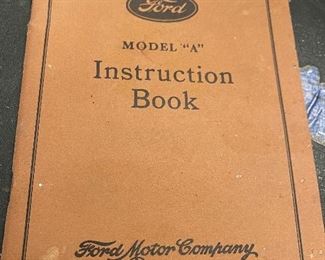 Ford
MODEL "A"
Instruction
Book
Ford Motor Company